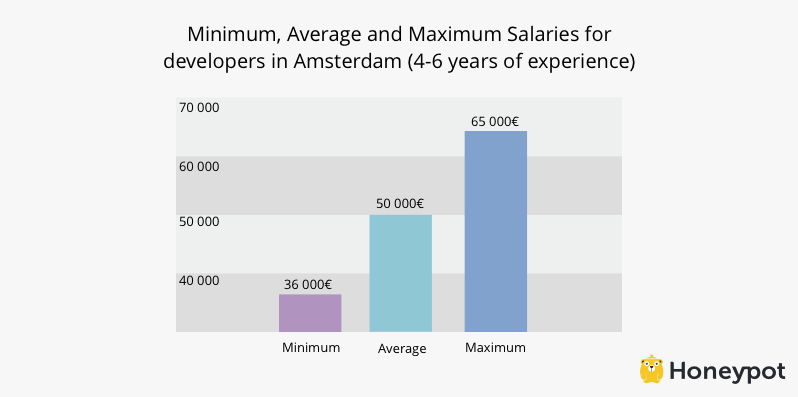 Minimum, Average and Maximum Salaries for
developers in Amsterdam (4-6 years of experience)
70 000
65 000€
60 000
50 000€
50 000
40 000
36 000€
Minimum
Average
Maximum
Honeypot